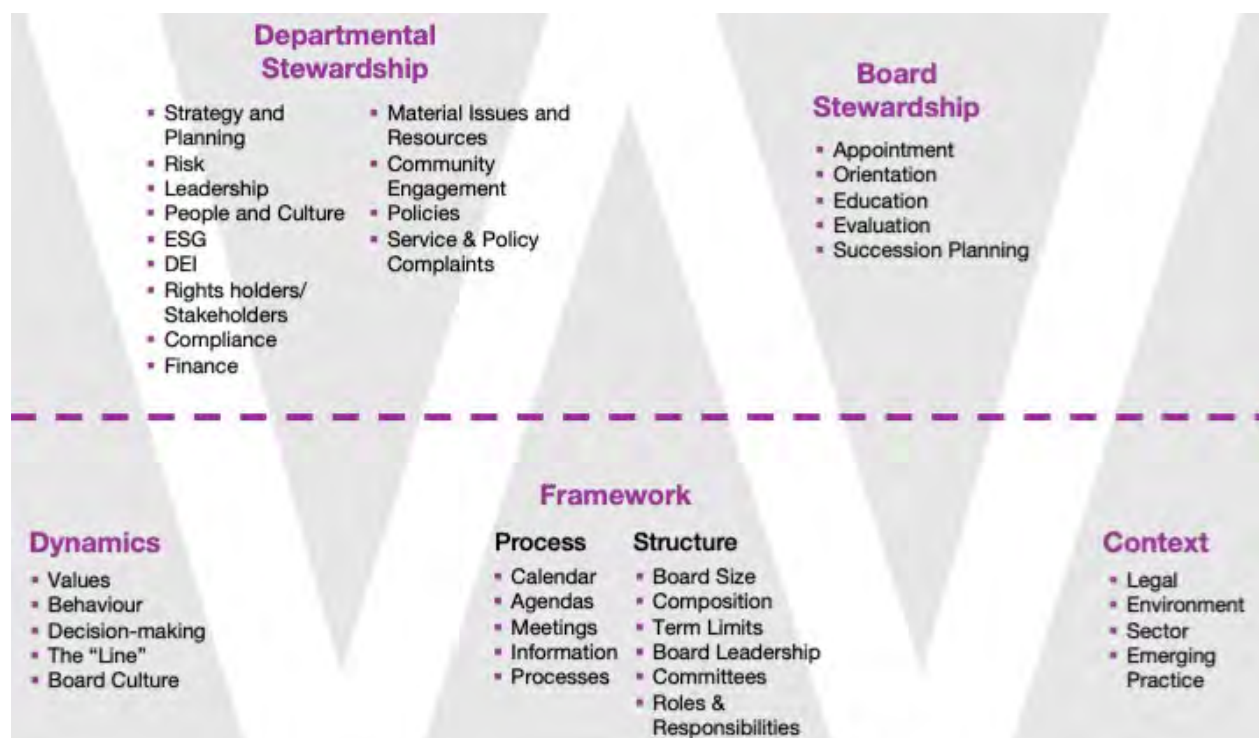 Departmental
Stewardship
▪ Strategy and
Planning
▪ Risk
▪ Leadership
▪ People and Culture
▪ ESG
▪ DEI
▪ Rights holders/
Stakeholders
▪ Compliance
▪ Finance
▪ Material Issues and
Resources
▪ Community
Engagement
▪ Policies
▪ Service & Policy
Complaints
Board
Stewardship
▪ Appointment
▪ Orientation
▪ Education
▪ Evaluation
▪ Succession Planning
Dynamics
▪ Values
▪ Behaviour
▪ Decision-making
▪ The “Line”
▪ Board Culture
Framework
Process
▪ Calendar
▪ Agendas
▪ Meetings
▪ Information
▪ Processes
Structure
▪ Board Size
▪ Composition
▪ Term Limits
▪ Board Leadership
▪ Committees
▪ Roles &
Responsibilities
Context
▪ Legal
▪ Environment
▪ Sector
▪ Emerging
Practice